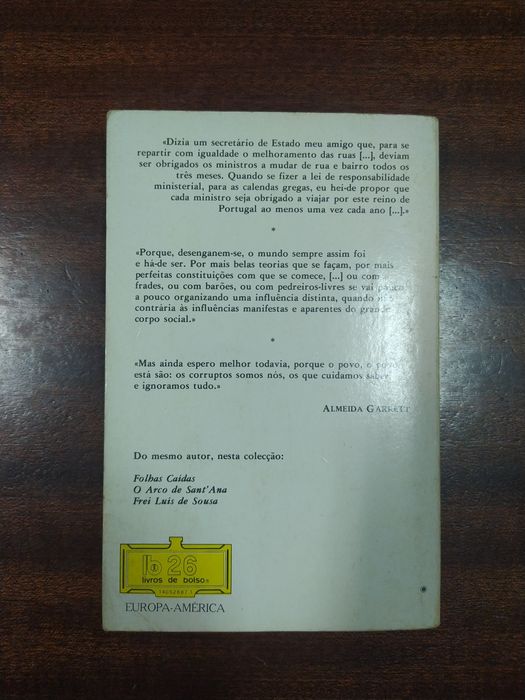 «Dizia um secretário de Estado meu amigo que, para se
repartir com igualdade o melhoramento das ruas [...], deviam
ser obrigados os ministros a mudar de rua e bairro todos os
três meses. Quando se fizer a lei de responsabilidade
ministerial, para as calendas gregas, eu hei-de propor que
cada ministro seja obrigado a viajar por este reino de
Portugal ao menos uma vez cada ano [...].»
*
«Porque, desenganem-se, o mundo sempre assim foi
e há-de ser. Por mais belas teorias que se façam, por mais
perfeitas constituições com que se comece, [...] ou com
frades, ou com barões, ou com pedreiros-livres se vai pouco
a pouco organizando uma influência distinta, quando
contrária às influências manifestas e aparentes do grande
corpo social.»
*
«Mas ainda espero melhor todavia, porque o povo, o povo
está são: os corruptos somos nós, os que cuidamos saber
e ignoramos tudo.»
ALMEIDA GARRETT
Do mesmo autor, nesta colecção:
Folhas Caídas
O Arco de Sant'Ana
Frei Luís de Sousa
lb 26
livros de bolso
EUROPA-AMÉRICA